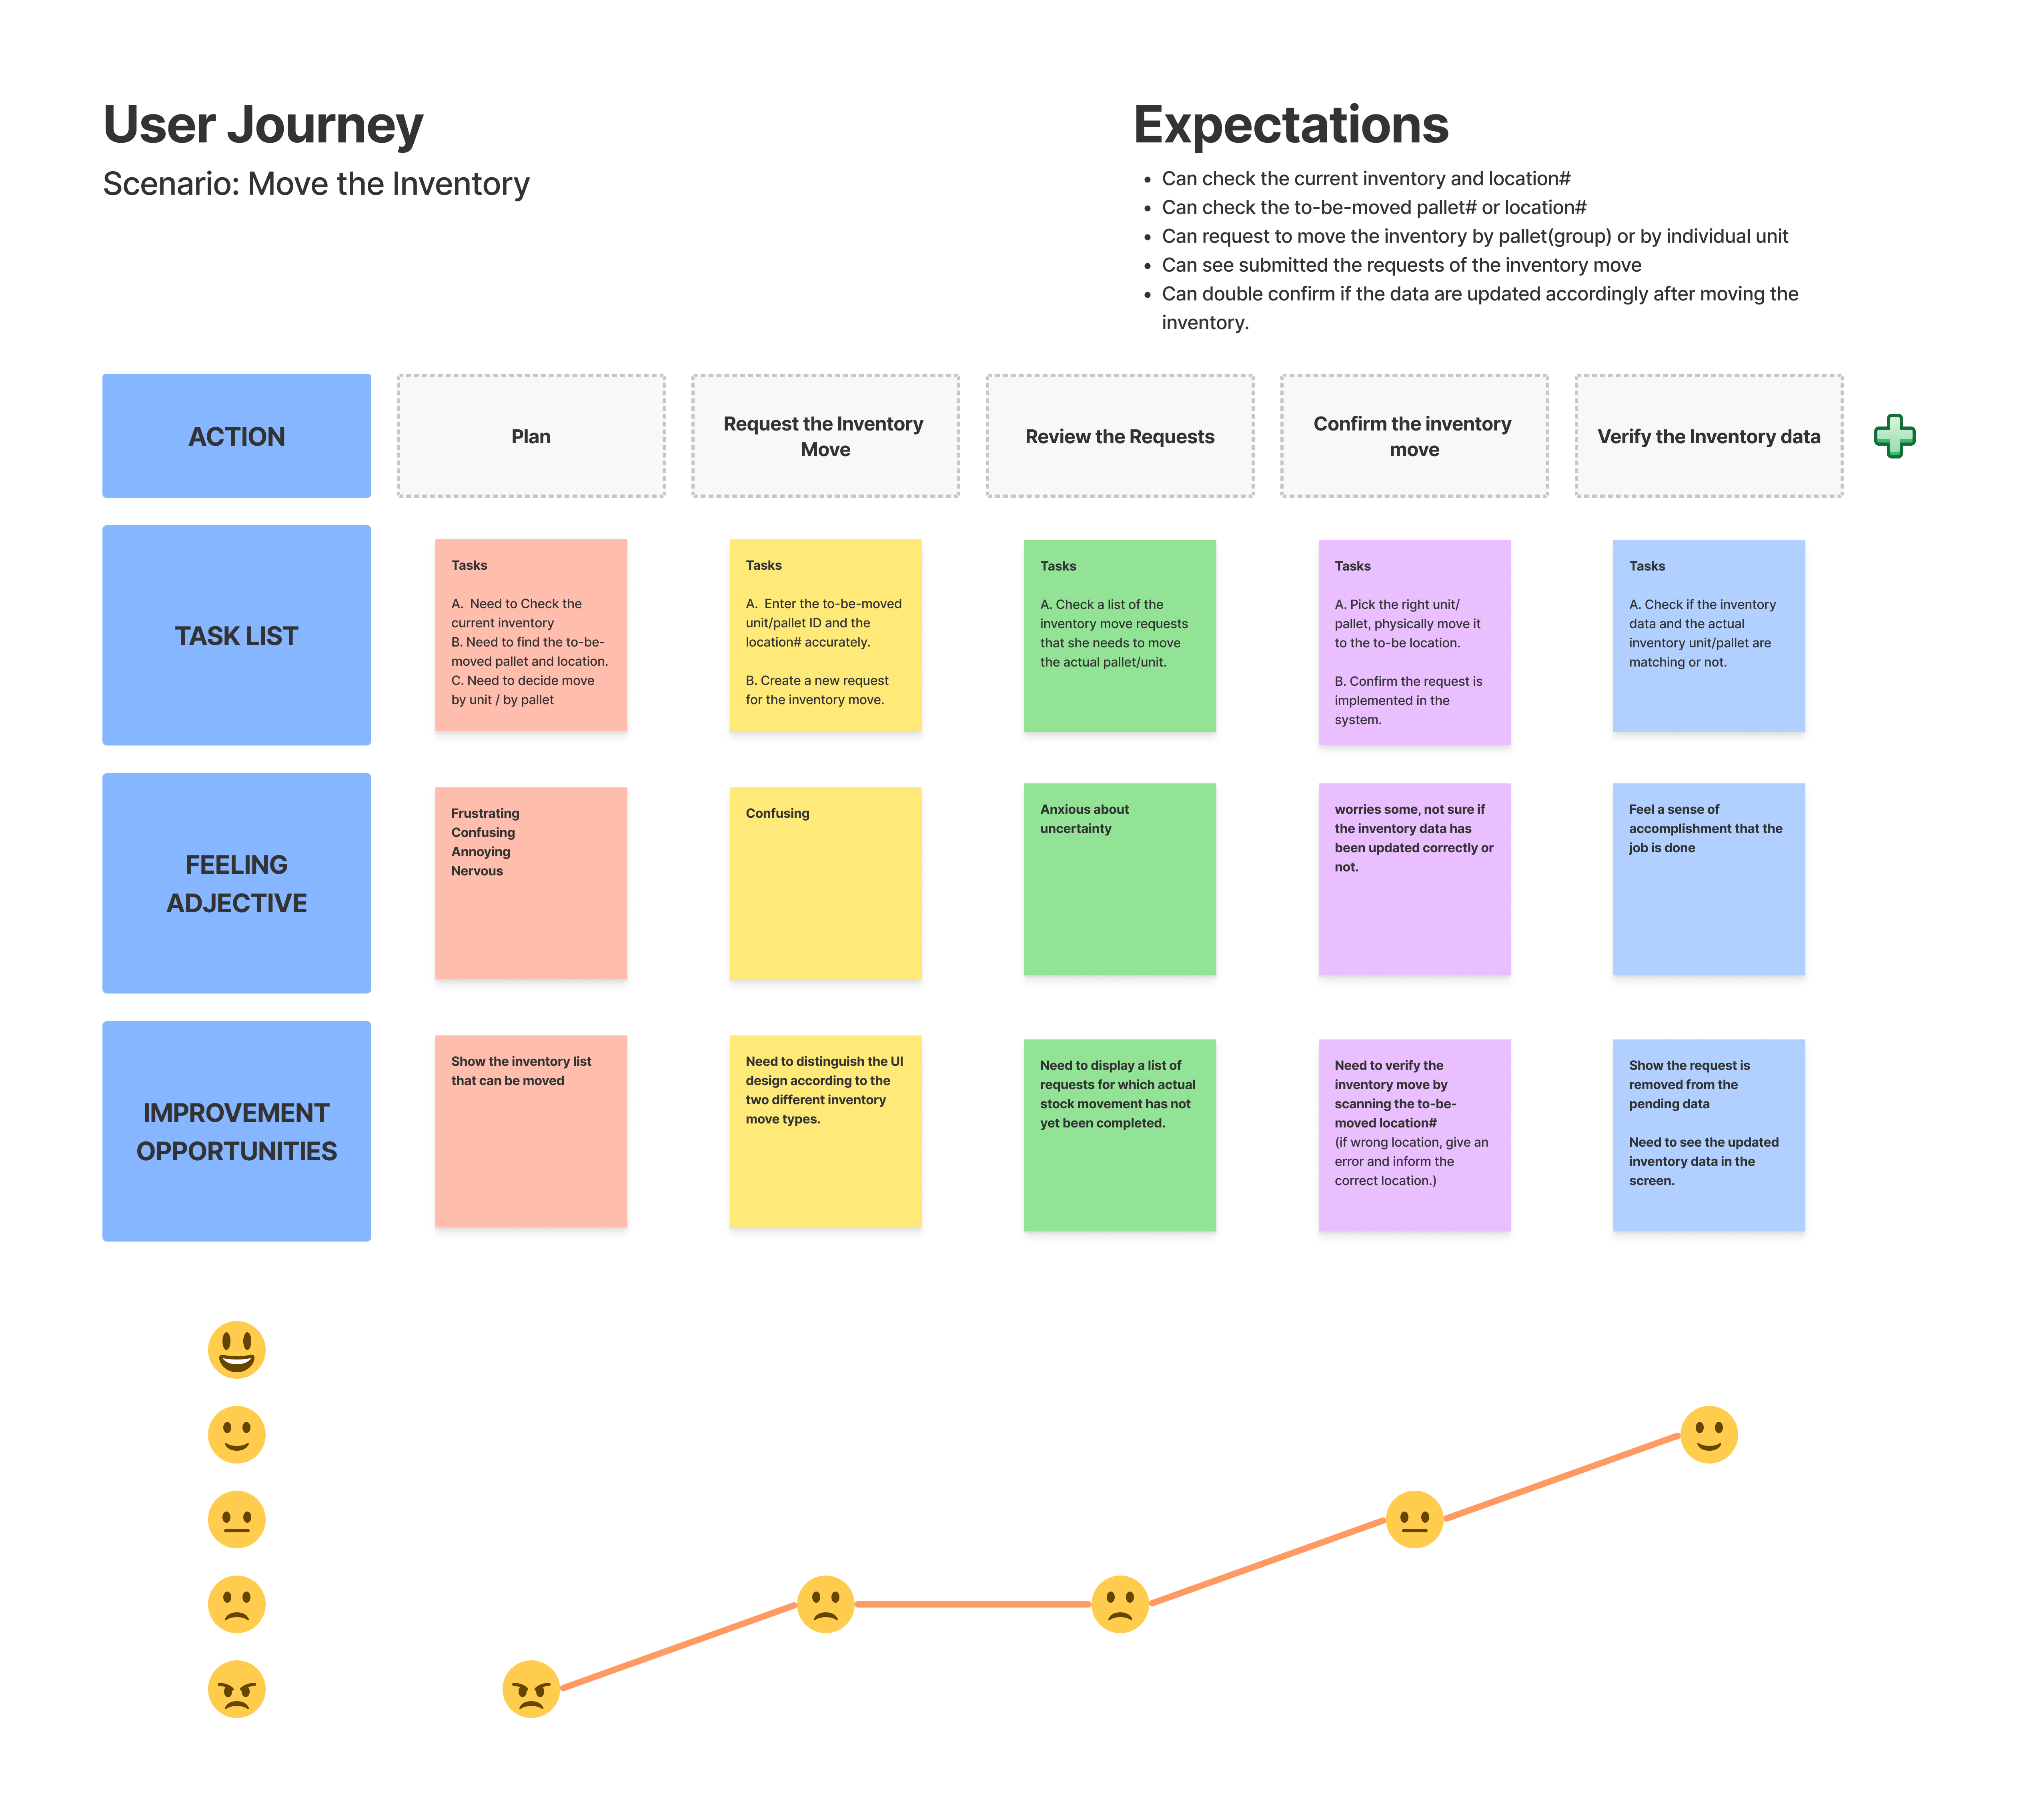 User Journey
Scenario: Move the Inventory
Expectations
• Can check the current inventory and location#
• Can check the to-be-moved pallet# or location#
• Can request to move the inventory by pallet(group) or by individual unit
• Can see submitted the requests of the inventory move
• Can double confirm if the data are updated accordingly after moving the
inventory.
ACTION
Plan
Request the Inventory
Move
Review the Requests
Confirm the inventory
move
Verify the Inventory data
TASK LIST
Tasks
A. Need to Check the
current inventory
B. Need to find the to-be-
moved pallet and location.
C. Need to decide move
by unit / by pallet
Tasks
A. Enter the to-be-moved
unit/pallet ID and the
location# accurately.
B. Create a new request
for the inventory move.
Tasks
A. Check a list of the
inventory move requests
that she needs to move
the actual pallet/unit.
Tasks
A. Pick the right unit/
pallet, physically move it
to the to-be location.
B. Confirm the request is
implemented in the
system.
Tasks
A. Check if the inventory
data and the actual
inventory unit/pallet are
matching or not.
FEELING
ADJECTIVE
Frustrating
Confusing
Annoying
Nervous
Confusing
Anxious about
uncertainty
worries some, not sure if
the inventory data has
been updated correctly or
not.
Feel a sense of
accomplishment that the
job is done
IMPROVEMENT
OPPORTUNITIES
Show the inventory list
that can be moved
Need to distinguish the UI
design according to the
two different inventory
move types.
Need to display a list of
requests for which actual
stock movement has not
yet been completed.
Need to verify the
inventory move by
scanning the to-be-
moved location#
(if wrong location, give an
error and inform the
correct location.)
Show the request is
removed from the
pending data
Need to see the updated
inventory data in the
screen.